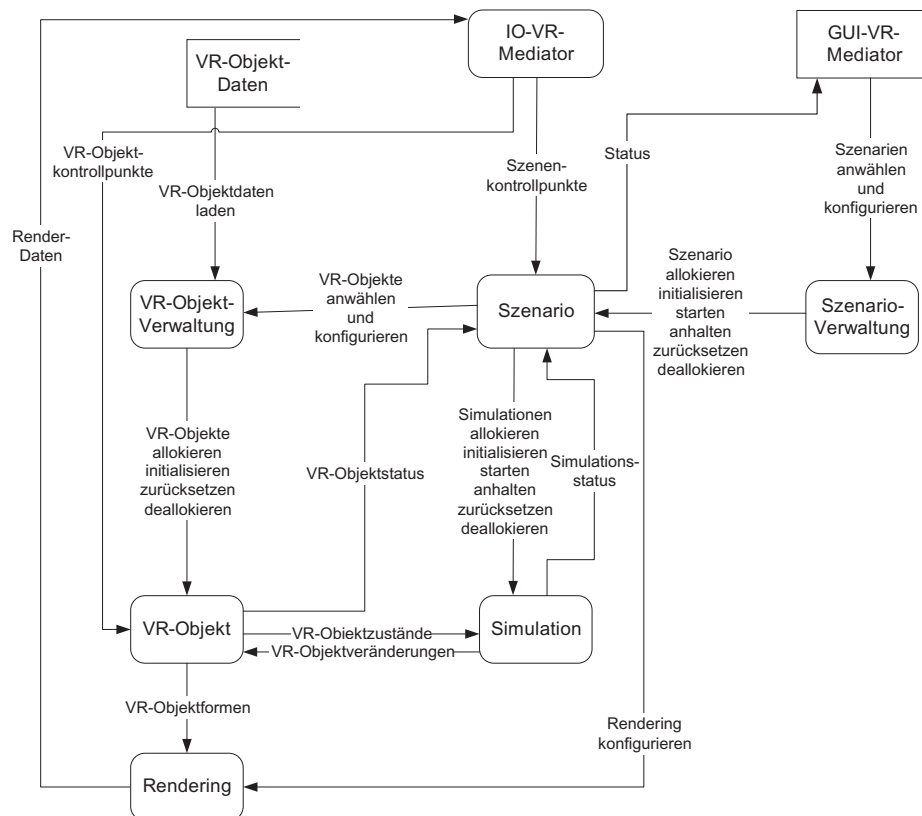 IO-VR-
Mediator
GUI-VR-
Mediator
VR-Objekt-
Daten
VR-Objekt-
kontrollpunkte
Szenen-
kontrollpunkte
Status
Szenarien
anwählen
und
konfigurieren
VR-Objektdaten
laden
Render-
Daten
VR-Objekt-
Verwaltung
VR-Objekte
anwählen
und
konfigurieren
Szenario
Szenario
allokieren
initialisieren
starten
anhalten
zurücksetzen
deallokieren
Szenario-
Verwaltung
VR-Objekte
allokieren
initialisieren
zurücksetzen
deallokieren
VR-Objektstatus
Simulationen
allokieren
initialisieren
starten
anhalten
zurücksetzen
deallokieren
Simulations-
status
VR-Objekt
VR-Objektzustände
VR-Objektveränderungen
Simulation
VR-Objektformen
Rendering
konfigurieren
Rendering